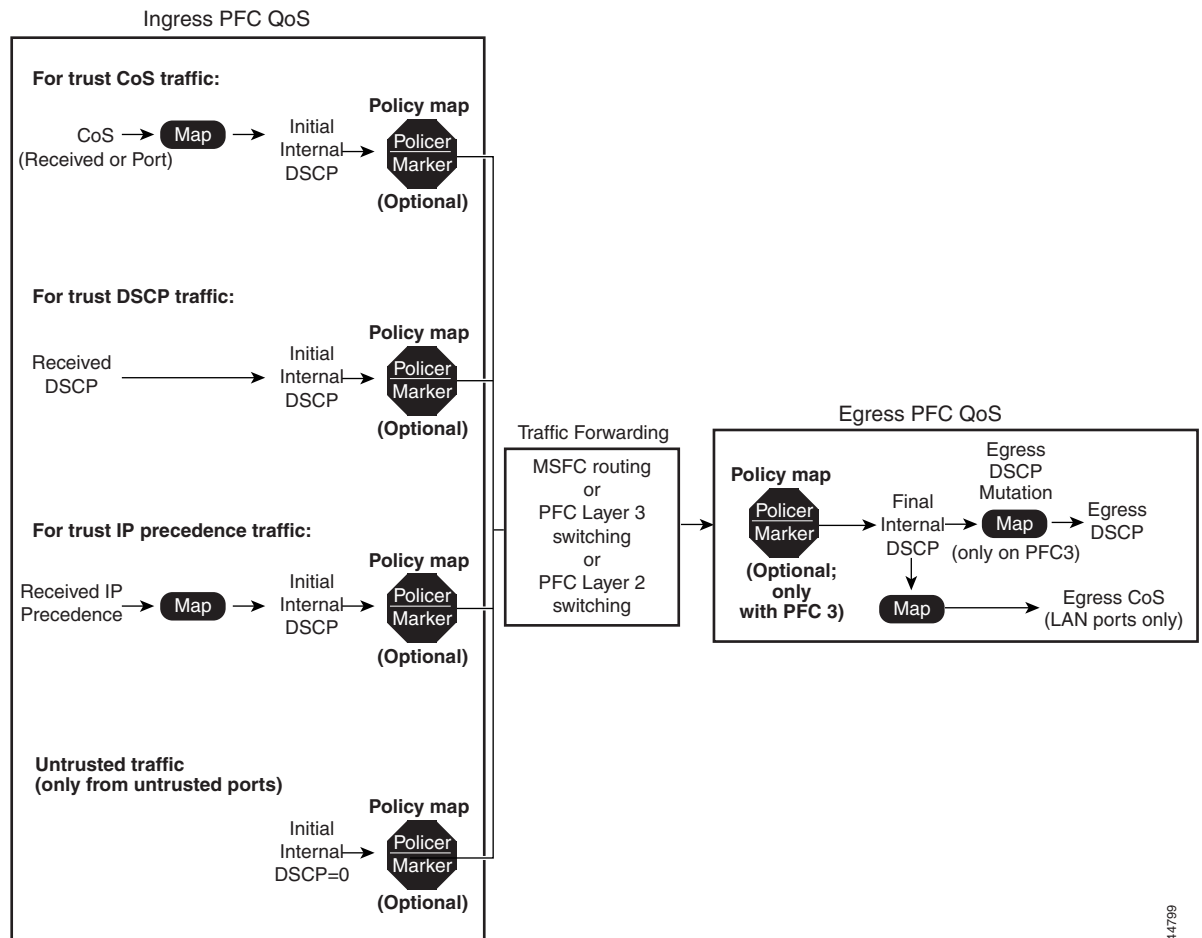 Ingress PFC QoS
For trust CoS traffic:
CoS
(Received or Port)
Map
Initial
Internal
DSCP
Policy map
Policer
Marker
(Optional)
For trust DSCP traffic:
Received
DSCP
Initial
Internal
DSCP
Policy map
Policer
Marker
(Optional)
For trust IP precedence traffic:
Received IP
Precedence
Map
Initial
Internal
DSCP
Policy map
Policer
Marker
(Optional)
Untrusted traffic
(only from untrusted ports)
Initial
Internal
DSCP=0
Policy map
Policer
Marker
(Optional)
Traffic Forwarding
MSFC routing
or
PFC Layer 3
switching
or
PFC Layer 2
switching
Egress PFC QoS
Policy map
Policer
Marker
(Optional;
only
with PFC 3)
Final
Internal
DSCP
Egress
DSCP
Mutation
Map
(only on PFC3)
Egress
DSCP
Map
Egress CoS
(LAN ports only)